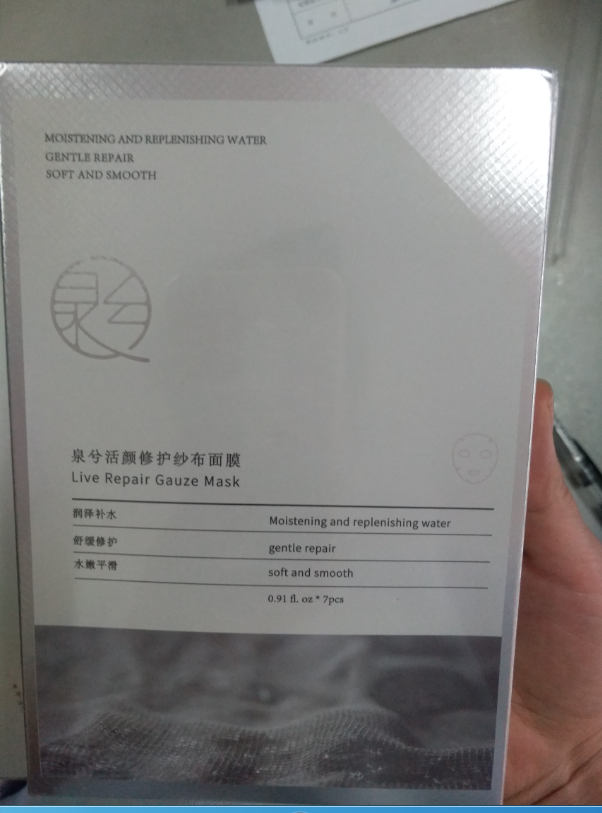 MOISTENING AND REPLENISHING WATER
GENTLE REPAIR
SOFT AND SMOOTH
泉兮
泉兮活颜修护纱布面膜
Live Repair Gauze Mask
润泽补水 Moistening and replenishing water
舒缓修护 gentle repair
水嫩平滑 soft and smooth
0.91 fl. oz * 7pcs